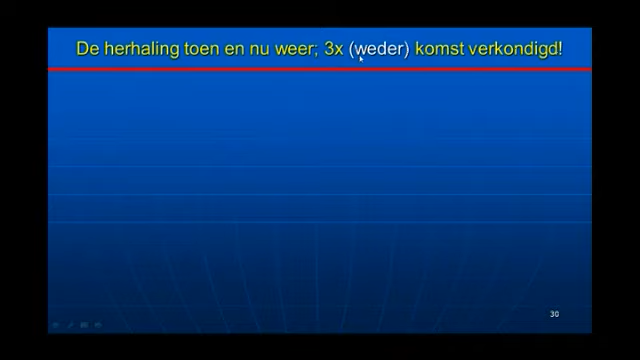 De herhaling toen en nu weer; 3x (weder) komst verkondigd!
30